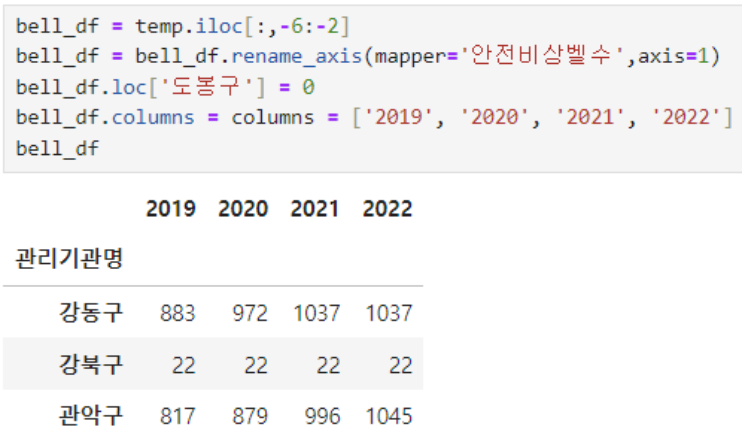 bell_df = temp.iloc[:,-6:-2]
bell_df = bell_df.rename_axis(mapper='안전비상벨수',axis=1)
bell_df.loc['도봉구'] = 0
bell_df.columns = columns = ['2019', '2020', '2021', '2022']
bell_df
2019 2020 2021 2022
관리기관명
강동구 883 972 1037 1037
강북구 22 22 22 22
관악구 817 879 996 1045